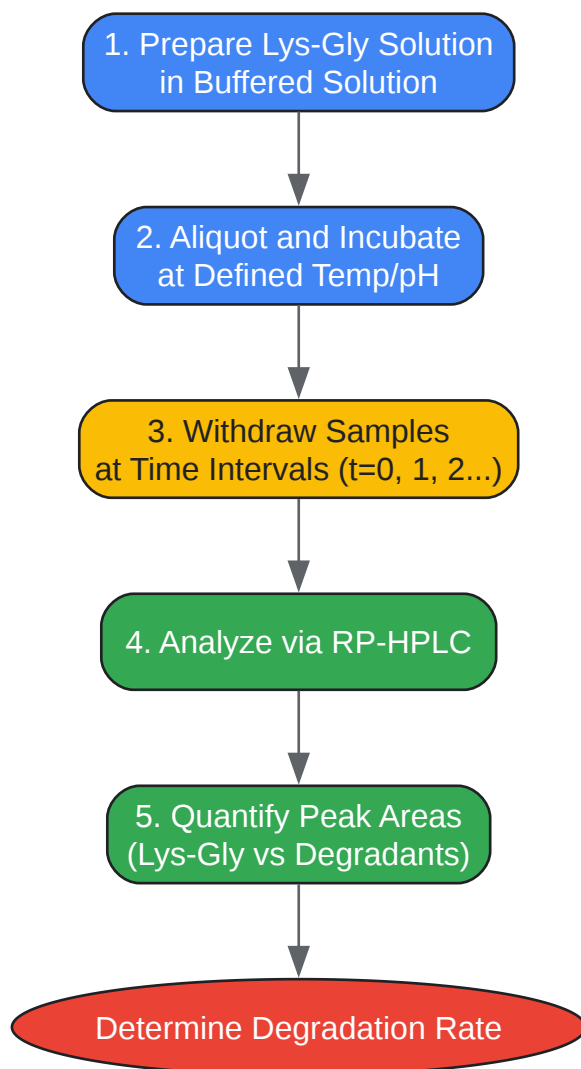 1. Prepare Lys-Gly Solution
in Buffered Solution
2. Aliquot and Incubate
at Defined Temp/pH
3. Withdraw Samples
at Time Intervals (t=0, 1, 2...)
4. Analyze via RP-HPLC
5. Quantify Peak Areas
(Lys-Gly vs Degradants)
Determine Degradation Rate